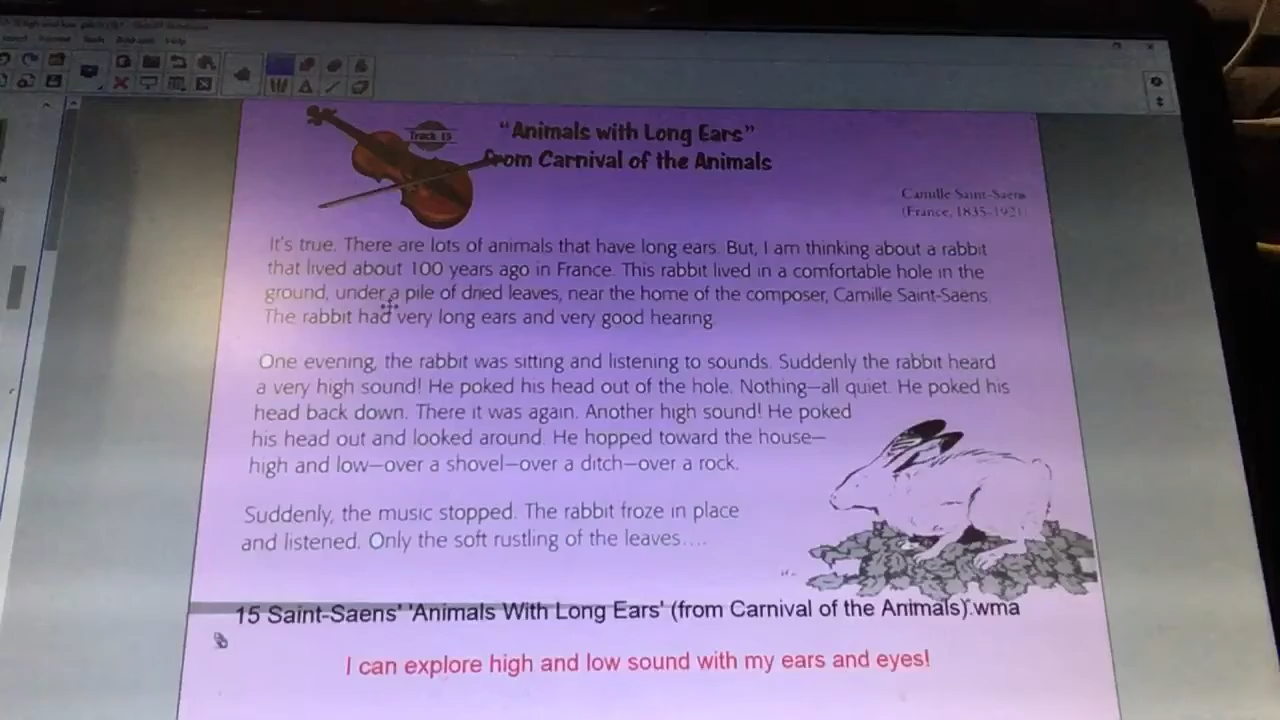 Track 15
"Animals with Long Ears"
from Carnival of the Animals
Camille Saint-Saens
(France, 1835-1921)
It's true. There are lots of animals that have long ears. But, I am thinking about a rabbit
that lived about 100 years ago in France. This rabbit lived in a comfortable hole in the
ground, under a pile of dried leaves, near the home of the composer, Camille Saint-Saëns.
The rabbit had very long ears and very good hearing.
One evening, the rabbit was sitting and listening to sounds. Suddenly the rabbit heard
a very high sound! He poked his head out of the hole. Nothing—all quiet. He poked his
head back down. There it was again. Another high sound! He poked
his head out and looked around. He hopped toward the house—
high and low—over a shovel—over a ditch—over a rock.
Suddenly, the music stopped. The rabbit froze in place
and listened. Only the soft rustling of the leaves....
15 Saint-Saens' 'Animals With Long Ears' (from Carnival of the Animals).wma
I can explore high and low sound with my ears and eyes!